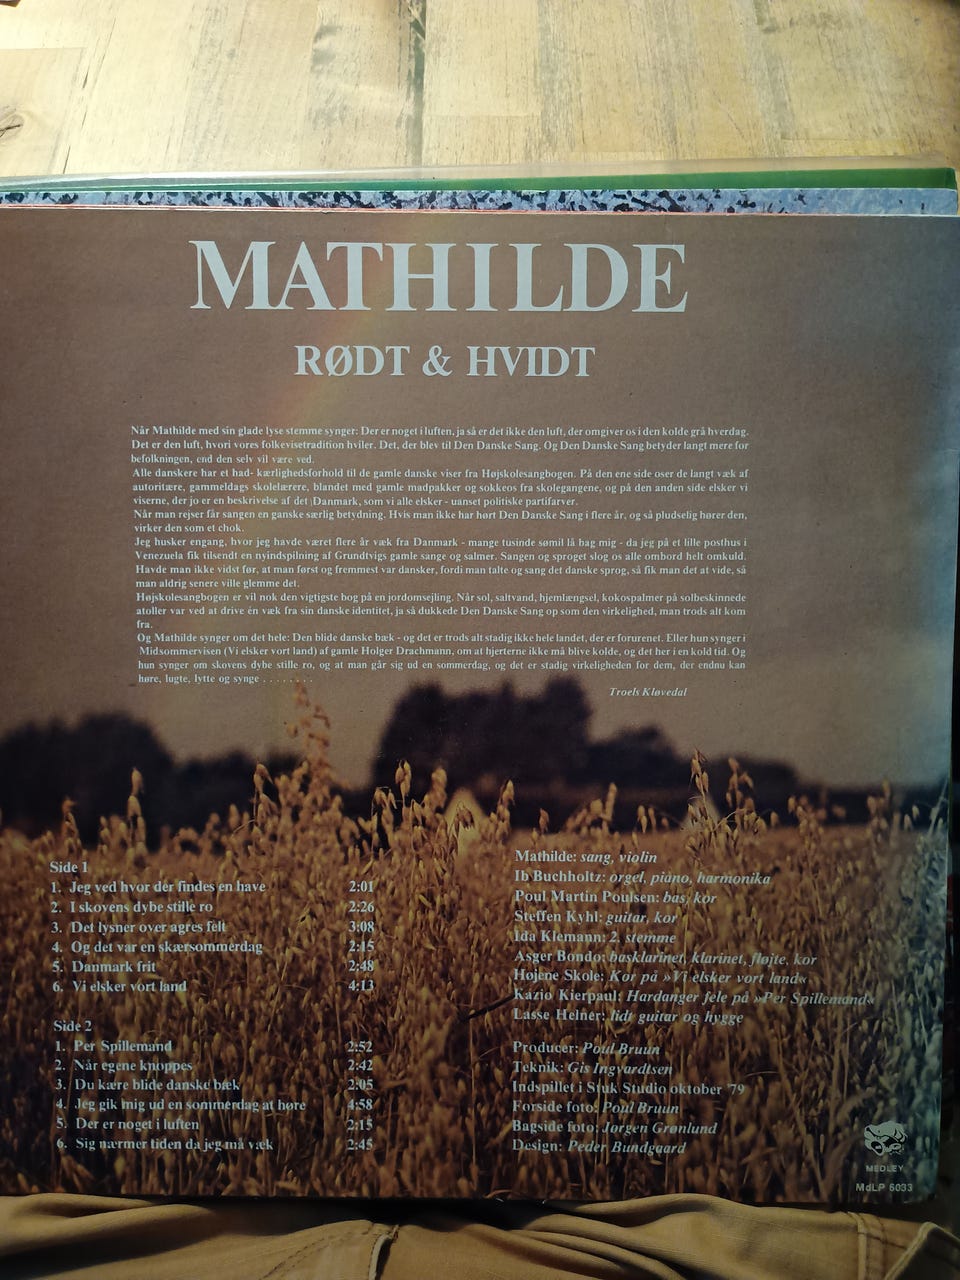 MATHILDE
RØDT & HVIDT
Når Mathilde med sin glade lyse stemme synger: Der er noget i luften, ja så er det ikke den luft, der omgiver os i den kolde grå hverdag.
Det er den luft, hvori vores folkevisetradition hviler. Det, der blev til Den Danske Sang. Og Den Danske Sang betyder langt mere for
befolkningen, end den selv vil være ved.
Alle danskere har et had- kærlighedsforhold til de gamle danske viser fra Højskolesangbogen. På den ene side oser de langt væk af
autoritære, gammeldags skolelærere, blandet med gamle madpakker og sokkeos fra skolegangene, og på den anden side elsker vi
viserne, der jo er en beskrivelse af det Danmark, som vi alle elsker - uanset politiske partifarver.
Når man rejser får sangen en ganske særlig betydning. Hvis man ikke har hørt Den Danske Sang i flere år, og så pludselig hører den,
virker den som et chok.
Jeg husker engang, hvor jeg havde været flere år væk fra Danmark - mange tusinde sømil lå bag mig - da jeg på et lille posthus i
Venezuela fik tilsendt en nyindspilning af Grundtvigs gamle sange og salmer. Sangen og sproget slog os alle ombord helt omkuld.
Havde man ikke vidst før, at man først og fremmest var dansker, fordi man talte og sang det danske sprog, så fik man det at vide, så
man aldrig senere ville glemme det.
Højskolesangbogen er vil nok den vigtigste bog på en jordomsejling. Når sol, saltvand, hjemlængsel, kokospalmer på solbeskinnede
atoller var ved at drive én væk fra sin danske identitet, ja så dukkede Den Danske Sang op som den virkelighed, man trods alt kom
fra.
Og Mathilde synger om det hele: Den blide danske bæk - og det er trods alt stadig ikke hele landet, der er forurenet. Eller hun synger i
Midsommervisen (Vi elsker vort land) af gamle Holger Drachmann, om at hjerterne ikke må blive kolde, og det her i en kold tid. Og
hun synger om skovens dybe stille ro, og at man går sig ud en sommerdag, og det er stadig virkeligheden for dem, der endnu kan
høre, lugte, lytte og synge . . . . . . . .
Troels Kløvedal
Side 1
1. Jeg ved hvor der findes en have 2:01
2. I skovens dybe stille ro 2:26
3. Det lysner over agres felt 3:08
4. Og det var en skærsommerdag 2:15
5. Danmark frit 2:48
6. Vi elsker vort land 4:13
Side 2
1. Per Spillemand 2:52
2. Når egene knoppes 2:42
3. Du kære blide danske bæk 2:05
4. Jeg gik mig ud en sommerdag at høre 4:58
5. Der er noget i luften 2:15
6. Sig nærmer tiden da jeg må væk 2:45
Mathilde: sang, violin
Ib Buchholtz: orgel, piano, harmonika
Poul Martin Poulsen: bas, kor
Steffen Kyhl: guitar, kor
Ida Klemann: 2. stemme
Asger Bondo: basklarinet, klarinet, fløjte, kor
Højene Skole: Kor på »Vi elsker vort land«
Kazio Kierpaul: Hardanger fele på »Per Spillemand«
Lasse Helner: lidt guitar og hygge
Producer: Poul Bruun
Teknik: Gis Ingvardtsen
Indspillet i Stuk Studio oktober '79
Forside foto: Poul Bruun
Bagside foto: Jørgen Grønlund
Design: Peder Bundgaard
MEDLEY
MdLP 6033